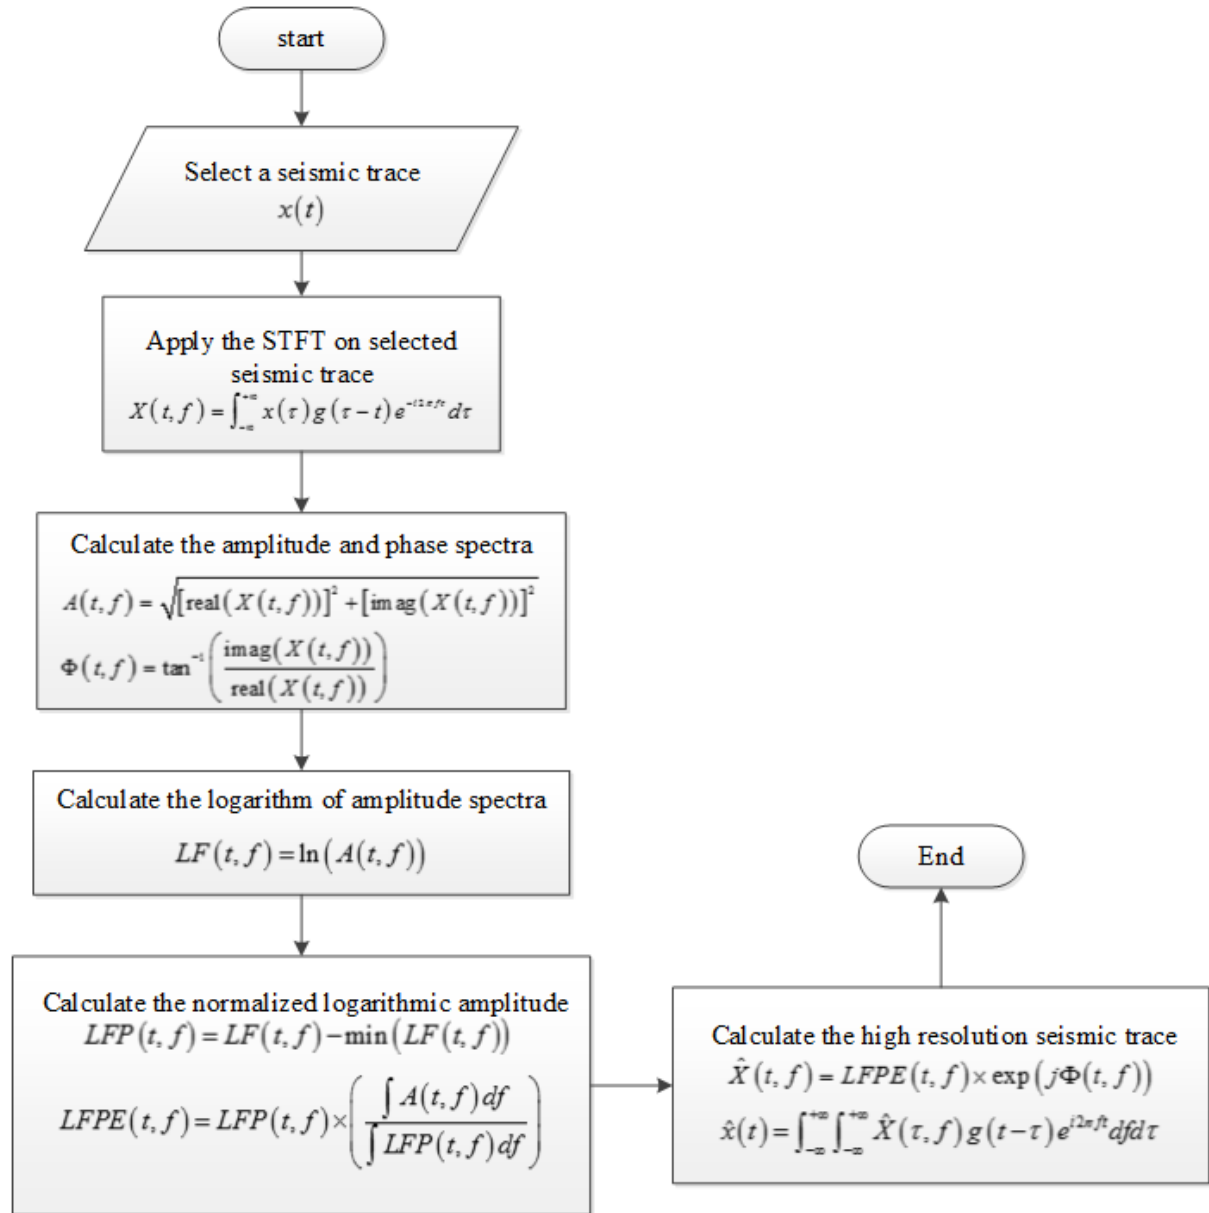 start
Select a seismic trace
x(t)
Apply the STFT on selected
seismic trace
X(t, f) = ∫_{-∞}^{+∞} x(τ) g(τ − t) e^{-i2πft} dτ
Calculate the amplitude and phase spectra
A(t, f) = √([real(X(t, f))]² + [imag(X(t, f))]²)
Φ(t, f) = tan⁻¹(imag(X(t, f)) / real(X(t, f)))
Calculate the logarithm of amplitude spectra
LF(t, f) = ln(A(t, f))
Calculate the normalized logarithmic amplitude
LFP(t, f) = LF(t, f) − min(LF(t, f))
LFPE(t, f) = LFP(t, f) × (∫ A(t, f) df / ∫ LFP(t, f) df)
Calculate the high resolution seismic trace
X̂(t, f) = LFPE(t, f) × exp(jΦ(t, f))
x̂(t) = ∫_{-∞}^{+∞} ∫_{-∞}^{+∞} X̂(τ, f) g(t − τ) e^{i2πft} df dτ
End